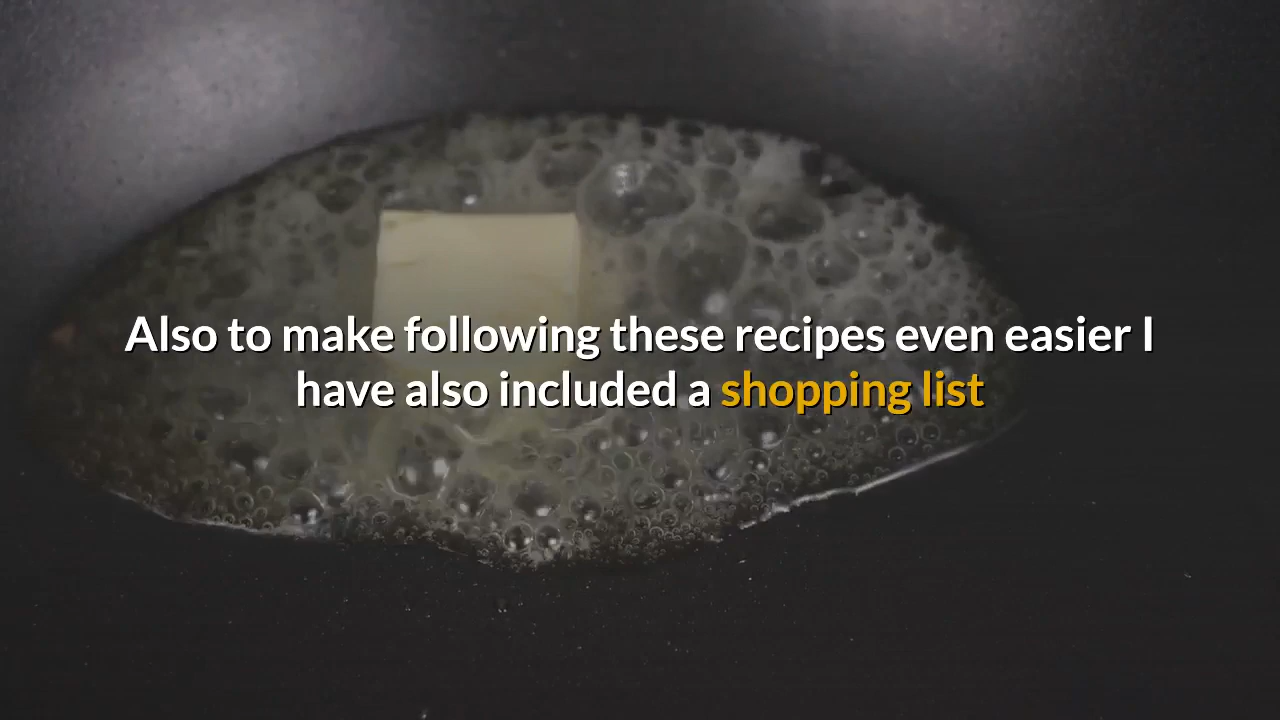 Also to make following these recipes even easier I
have also included a shopping list